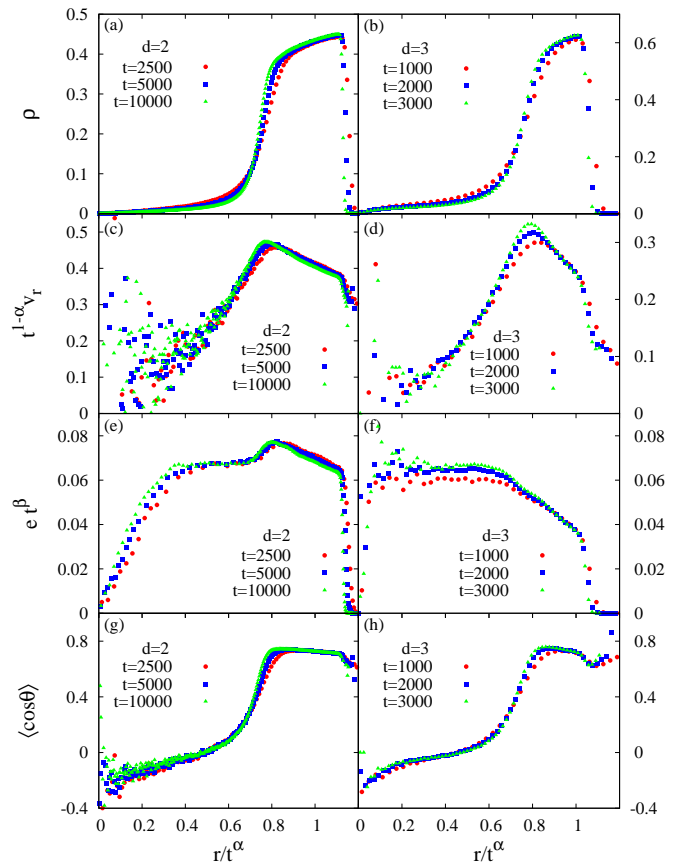 (a)
d=2
t=2500
t=5000
t=10000
0.5
0.4
0.3
0.2
0.1
0
ρ
(b)
d=3
t=1000
t=2000
t=3000
0.6
0.4
0.2
0
(c)
d=2
t=2500
t=5000
t=10000
0.5
0.4
0.3
0.2
0.1
0
t^{1-α} v_r
(d)
d=3
t=1000
t=2000
t=3000
0.3
0.2
0.1
0
(e)
d=2
t=2500
t=5000
t=10000
0.08
0.06
0.04
0.02
0
e t^β
(f)
d=3
t=1000
t=2000
t=3000
0.08
0.06
0.04
0.02
0
(g)
d=2
t=2500
t=5000
t=10000
0.8
0.4
0
-0.4
⟨cosθ⟩
(h)
d=3
t=1000
t=2000
t=3000
0.8
0.4
0
-0.4
0 0.2 0.4 0.6 0.8 1
r/t^α
0 0.2 0.4 0.6 0.8 1
r/t^α